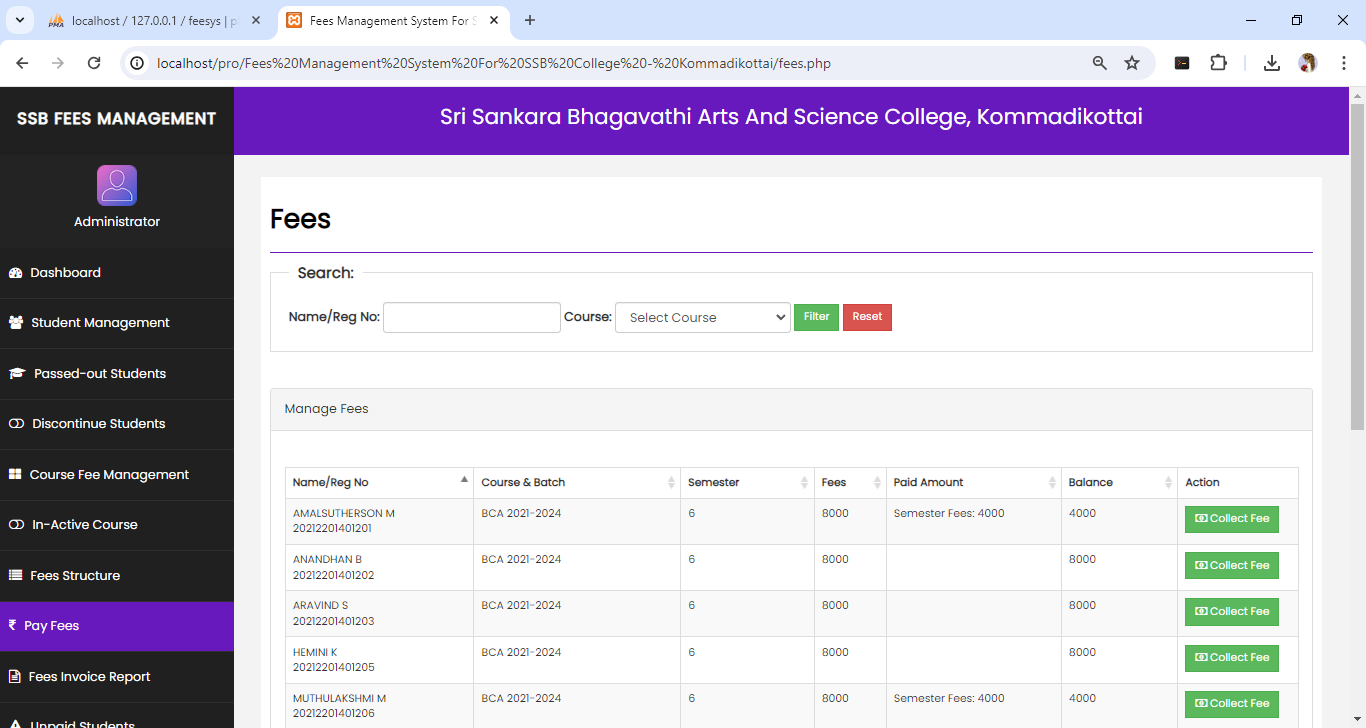 localhost / 127.0.0.1 / feesys | p
Fees Management System For S
localhost/pro/Fees%20Management%20System%20For%20SSB%20College%20-%20Kommadikottai/fees.php
SSB FEES MANAGEMENT
Sri Sankara Bhagavathi Arts And Science College, Kommadikottai
Administrator
Dashboard
Student Management
Passed-out Students
Discontinue Students
Course Fee Management
In-Active Course
Fees Structure
Pay Fees
Fees Invoice Report
Unpaid Students
Fees
Search:
Name/Reg No: Course: Select Course Filter Reset
Manage Fees
Name/Reg No Course & Batch Semester Fees Paid Amount Balance Action
AMALSUTHERSON M BCA 2021-2024 6 8000 Semester Fees: 4000 4000 Collect Fee
20212201401201
ANANDHAN B BCA 2021-2024 6 8000 8000 Collect Fee
20212201401202
ARAVIND S BCA 2021-2024 6 8000 8000 Collect Fee
20212201401203
HEMINI K BCA 2021-2024 6 8000 8000 Collect Fee
20212201401205
MUTHULAKSHMI M BCA 2021-2024 6 8000 Semester Fees: 4000 4000 Collect Fee
20212201401206